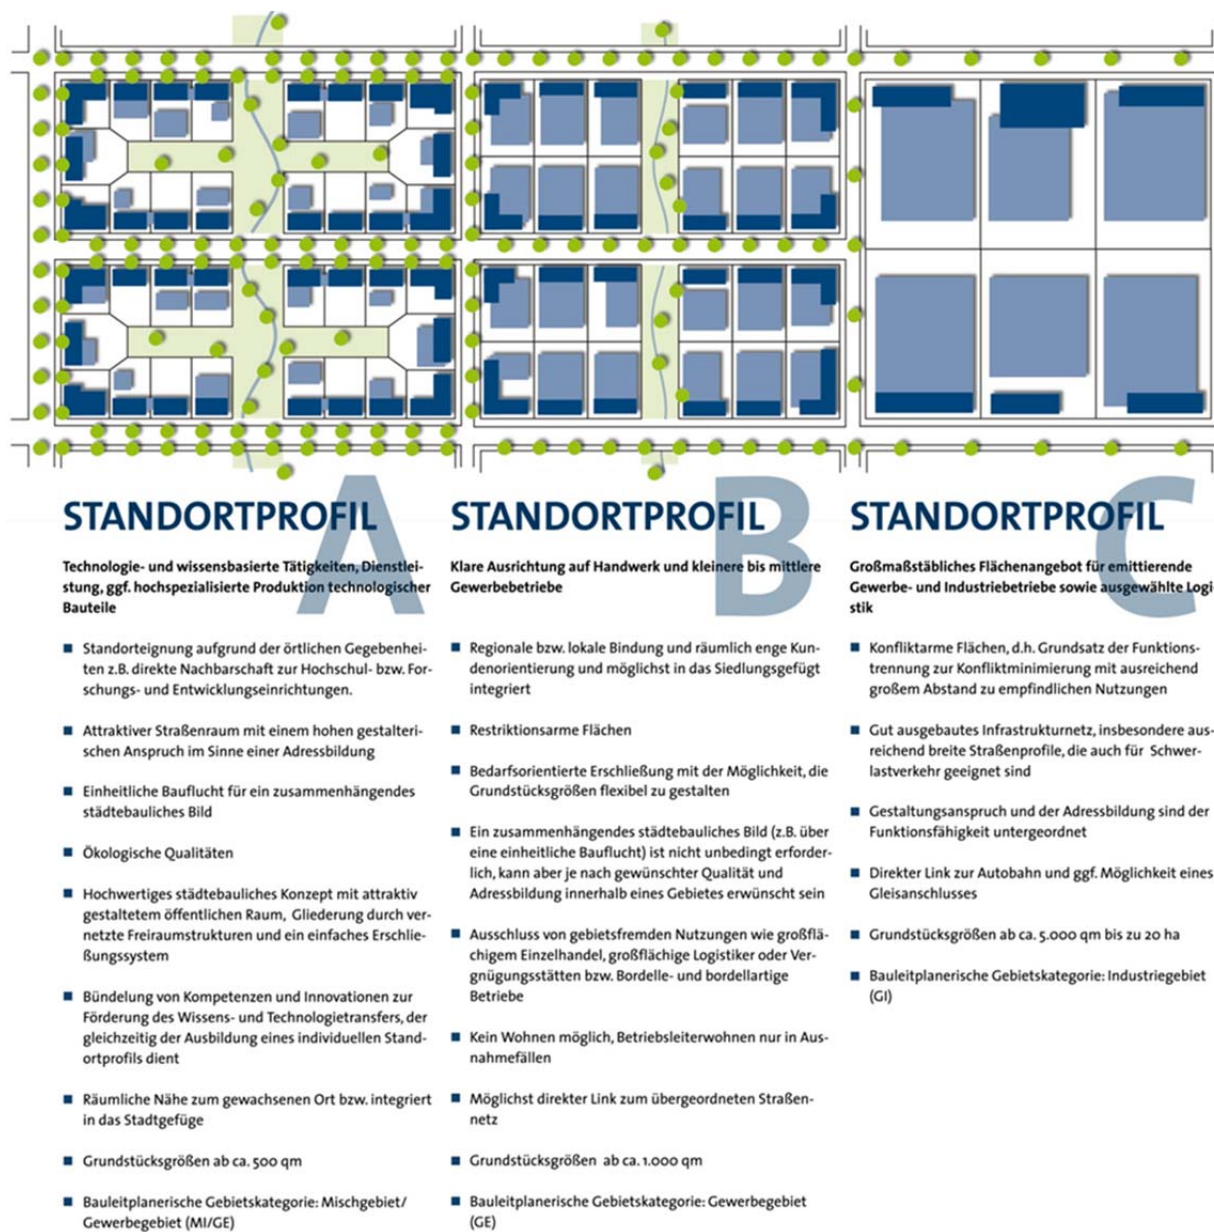 STANDORTPROFIL
A
Technologie- und wissensbasierte Tätigkeiten, Dienstlei-
stung, ggf. hochspezialisierte Produktion technologischer
Bauteile
Standorteignung aufgrund der örtlichen Gegebenhei-
ten z.B. direkte Nachbarschaft zur Hochschul- bzw. For-
schungs- und Entwicklungseinrichtungen.
Attraktiver Straßenraum mit einem hohen gestalteri-
schen Anspruch im Sinne einer Adressbildung
Einheitliche Bauflucht für ein zusammenhängendes
städtebauliches Bild
Ökologische Qualitäten
Hochwertiges städtebauliches Konzept mit attraktiv
gestaltetem öffentlichen Raum, Gliederung durch ver-
netzte Freiraumstrukturen und ein einfaches Erschlie-
ßungssystem
Bündelung von Kompetenzen und Innovationen zur
Förderung des Wissens- und Technologietransfers, der
gleichzeitig der Ausbildung eines individuellen Stand-
ortprofils dient
Räumliche Nähe zum gewachsenen Ort bzw. integriert
in das Stadtgefüge
Grundstücksgrößen ab ca. 500 qm
Bauleitplanerische Gebietskategorie: Mischgebiet/
Gewerbegebiet (MI/GE)
STANDORTPROFIL
B
Klare Ausrichtung auf Handwerk und kleinere bis mittlere
Gewerbebetriebe
Regionale bzw. lokale Bindung und räumlich enge Kun-
denorientierung und möglichst in das Siedlungsgefügt
integriert
Restriktionsarme Flächen
Bedarfsorientierte Erschließung mit der Möglichkeit, die
Grundstücksgrößen flexibel zu gestalten
Ein zusammenhängendes städtebauliches Bild (z.B. über
eine einheitliche Bauflucht) ist nicht unbedingt erforder-
lich, kann aber je nach gewünschter Qualität und
Adressbildung innerhalb eines Gebietes erwünscht sein
Ausschluss von gebietsfremden Nutzungen wie großflä-
chigem Einzelhandel, großflächige Logistiker oder Ver-
gnügungsstätten bzw. Bordelle- und bordellartige
Betriebe
Kein Wohnen möglich, Betriebsleiterwohnen nur in Aus-
nahmefällen
Möglichst direkter Link zum übergeordneten Straßen-
netz
Grundstücksgrößen ab ca. 1.000 qm
Bauleitplanerische Gebietskategorie: Gewerbegebiet
(GE)
STANDORTPROFIL
C
Großmaßstäbliches Flächenangebot für emittierende
Gewerbe- und Industriebetriebe sowie ausgewählte Logi-
stik
Konfliktarme Flächen, d.h. Grundsatz der Funktions-
trennung zur Konfliktminimierung mit ausreichend
großem Abstand zu empfindlichen Nutzungen
Gut ausgebautes Infrastrukturnetz, insbesondere aus-
reichend breite Straßenprofile, die auch für Schwer-
lastverkehr geeignet sind
Gestaltungsanspruch und der Adressbildung sind der
Funktionsfähigkeit untergeordnet
Direkter Link zur Autobahn und ggf. Möglichkeit eines
Gleisanschlusses
Grundstücksgrößen ab ca. 5.000 qm bis zu 20 ha
Bauleitplanerische Gebietskategorie: Industriegebiet
(GI)